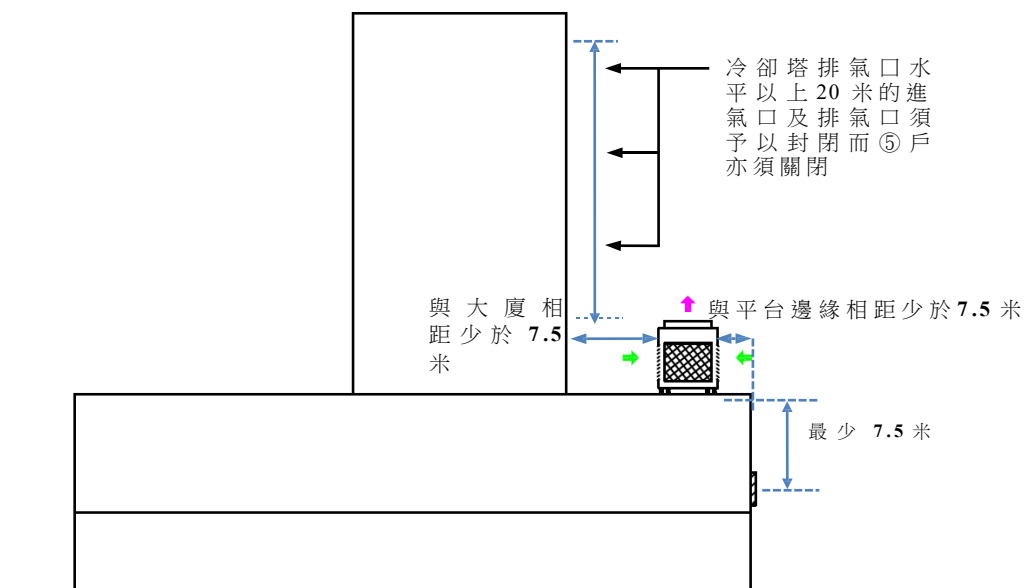 冷卻塔排氣口水
平以上 20 米的進
氣口及排氣口須
予以封閉而⑤戶
亦須關閉
與大廈相
距少於 7.5
米
與平台邊緣相距少於7.5 米
最少 7.5 米